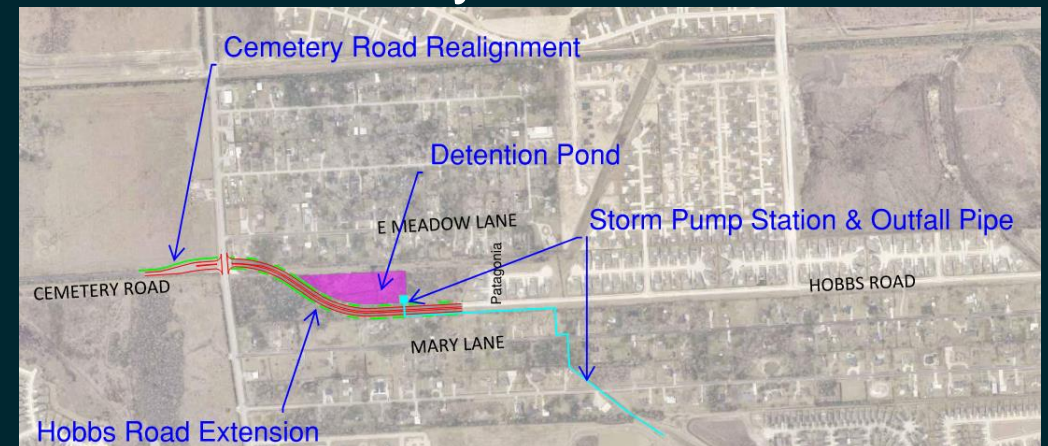 Cemetery Road Realignment
Detention Pond
E MEADOW LANE
Storm Pump Station & Outfall Pipe
Patagonia
CEMETERY ROAD
HOBBS ROAD
MARY LANE
Hobbs Road Extension